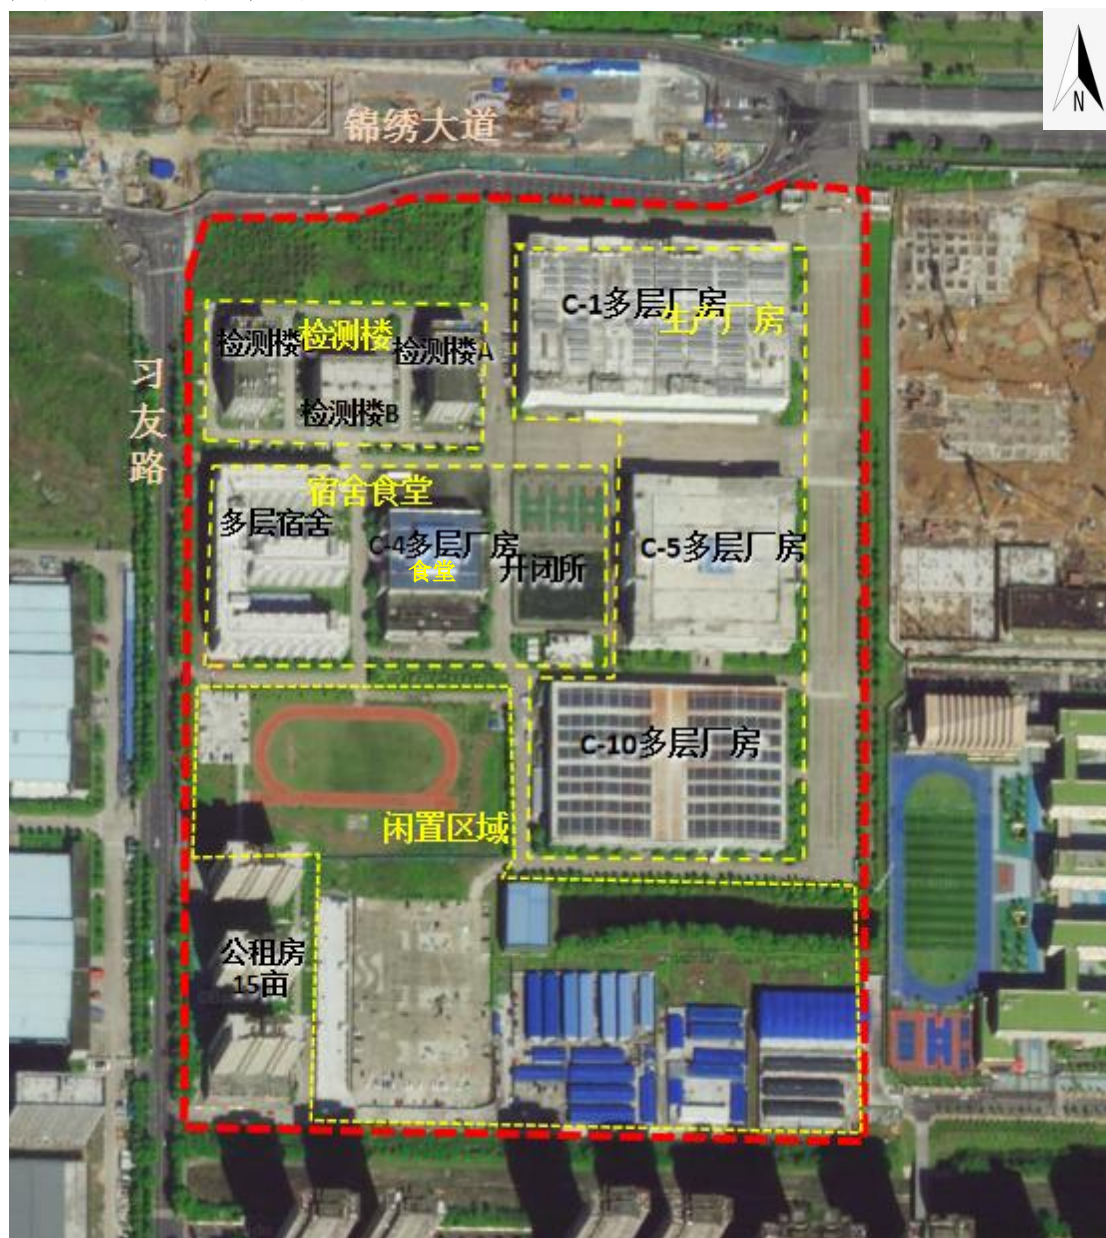 N
锦绣大道
习友路
C-1多层厂房
生产厂房
检测楼
检测楼
检测楼A
检测楼B
宿舍食堂
多层宿舍
C-4多层厂房
食堂
开闭所
C-5多层厂房
C-10多层厂房
闲置区域
公租房
15亩